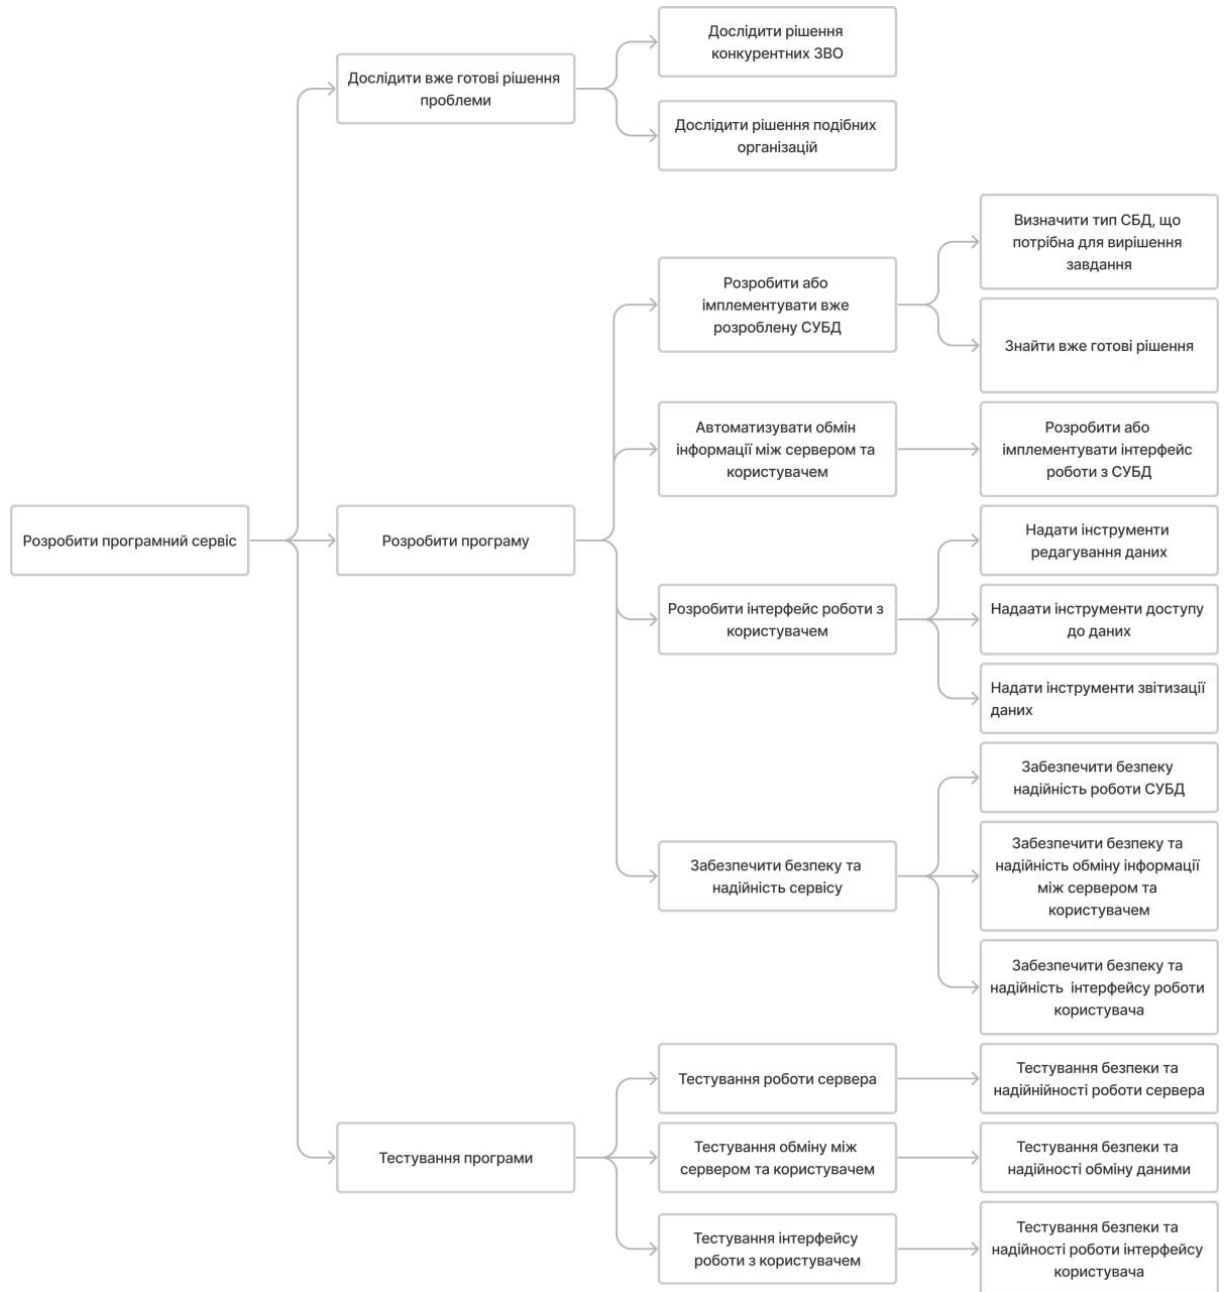 Дослідити рішення
конкурентних ЗВО
Дослідити вже готові рішення
проблеми
Дослідити рішення подібних
організацій
Визначити тип СБД, що
потрібна для вирішення
завдання
Розробити або
імплементувати вже
розроблену СУБД
Знайти вже готові рішення
Автоматизувати обмін
інформації між сервером та
користувачем
Розробити або
імплементувати інтерфейс
роботи з СУБД
Розробити програмний сервіс
Розробити програму
Надати інструменти
редагування даних
Розробити інтерфейс роботи з
користувачем
Надаати інструменти доступу
до даних
Надати інструменти звітизації
даних
Забезпечити безпеку
надійність роботи СУБД
Забезпечити безпеку та
надійність сервісу
Забезпечити безпеку та
надійність обміну інформації
між сервером та
користувачем
Забезпечити безпеку та
надійність інтерфейсу роботи
користувача
Тестування роботи сервера
Тестування безпеки та
надійнійності роботи сервера
Тестування програми
Тестування обміну між
сервером та користувачем
Тестування безпеки та
надійності обміну даними
Тестування інтерфейсу
роботи з користувачем
Тестування безпеки та
надійності роботи інтерфейсу
користувача